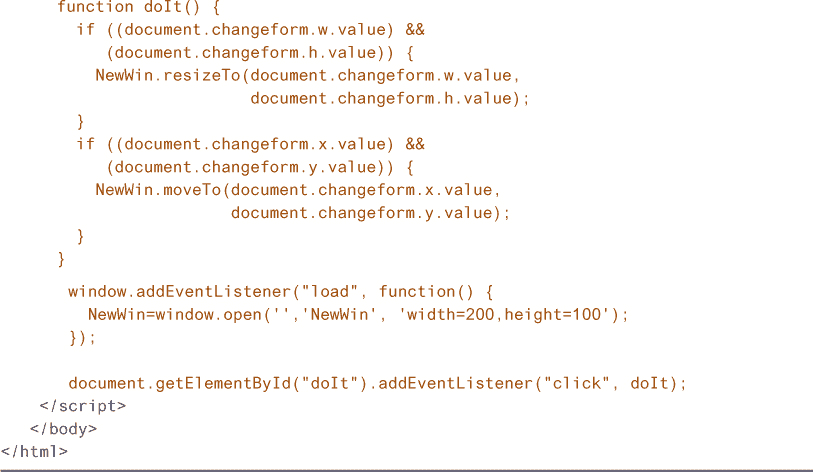 function doIt() {
if ((document.changeform.w.value) &&
(document.changeform.h.value)) {
NewWin.resizeTo(document.changeform.w.value,
document.changeform.h.value);
}
if ((document.changeform.x.value) &&
(document.changeform.y.value)) {
NewWin.moveTo(document.changeform.x.value,
document.changeform.y.value);
}
}
window.addEventListener("load", function() {
NewWin=window.open('','NewWin', 'width=200,height=100');
});
document.getElementById("doIt").addEventListener("click", doIt);
</script>
</body>
</html>